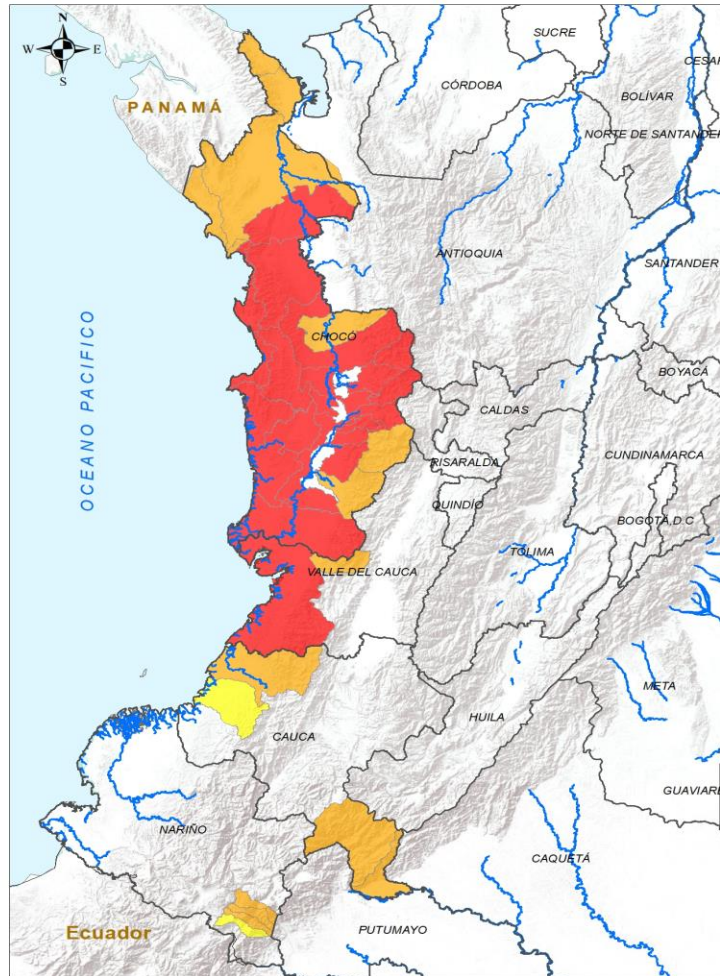 N
W E
S
SUCRE
CESAR
CÓRDOBA
BOLÍVAR
PANAMÁ
NORTE DE SANTANDER
ANTIOQUIA
SANTANDER
OCEANO PACIFICO
CHOCÓ
BOYACÁ
CALDAS
CUNDINAMARCA
RISARALDA
QUINDÍO
BOGOTÁ D.C
TOLIMA
VALLE DEL CAUCA
META
HUILA
CAUCA
GUAVIARE
NARIÑO
CAQUETÁ
Ecuador
PUTUMAYO